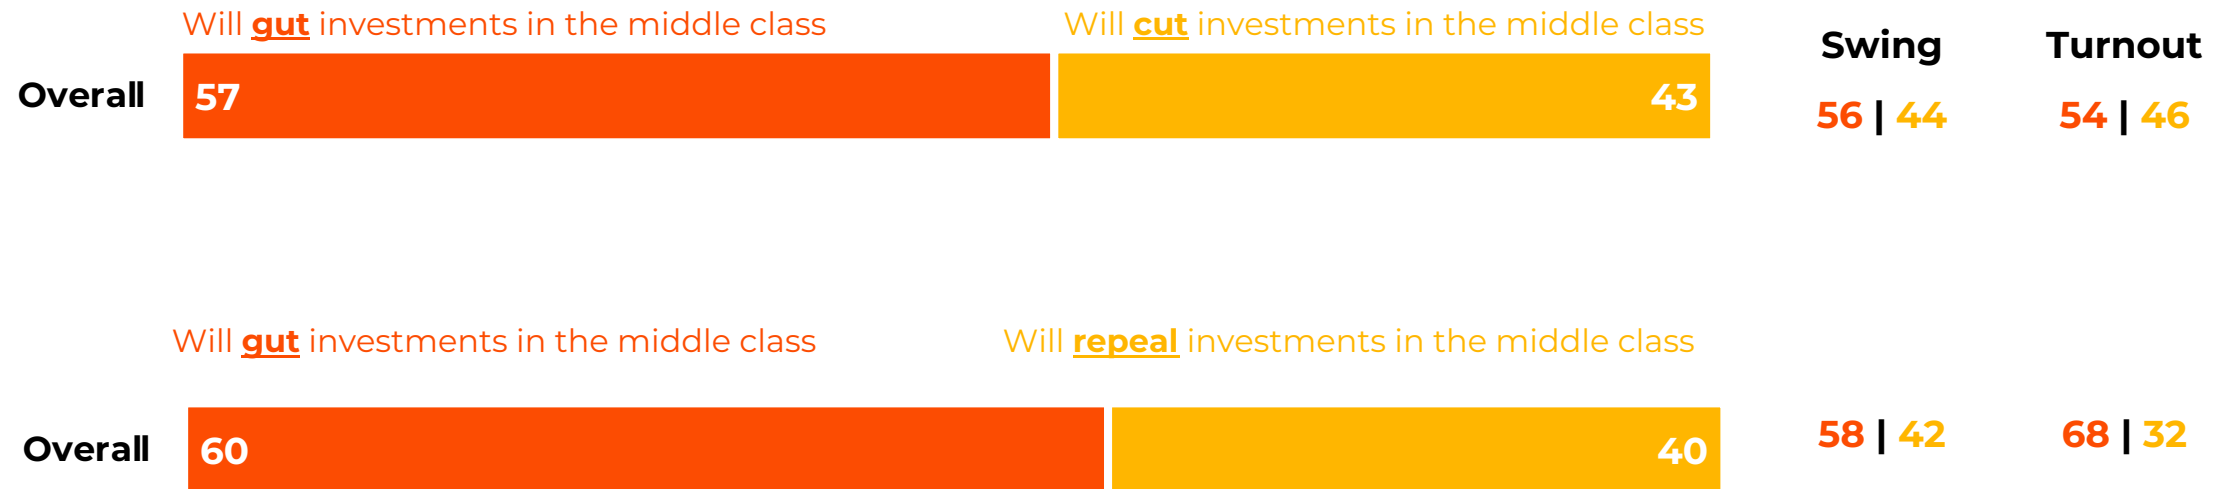 Will gut investments in the middle class
Will cut investments in the middle class
Swing
Turnout
Overall
57
43
56 | 44
54 | 46
Will gut investments in the middle class
Will repeal investments in the middle class
Overall
60
40
58 | 42
68 | 32